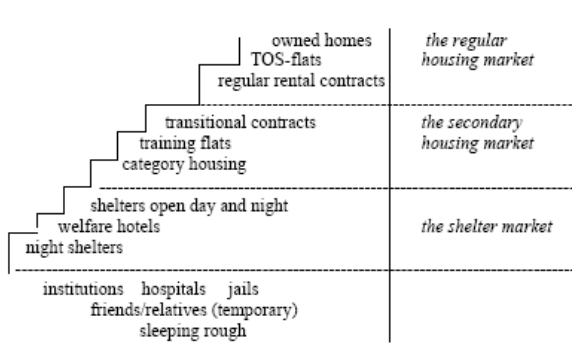 owned homes the regular
TOS-flats housing market
regular rental contracts
transitional contracts the secondary
training flats housing market
category housing
shelters open day and night
welfare hotels the shelter market
night shelters
institutions hospitals jails
friends/relatives (temporary)
sleeping rough